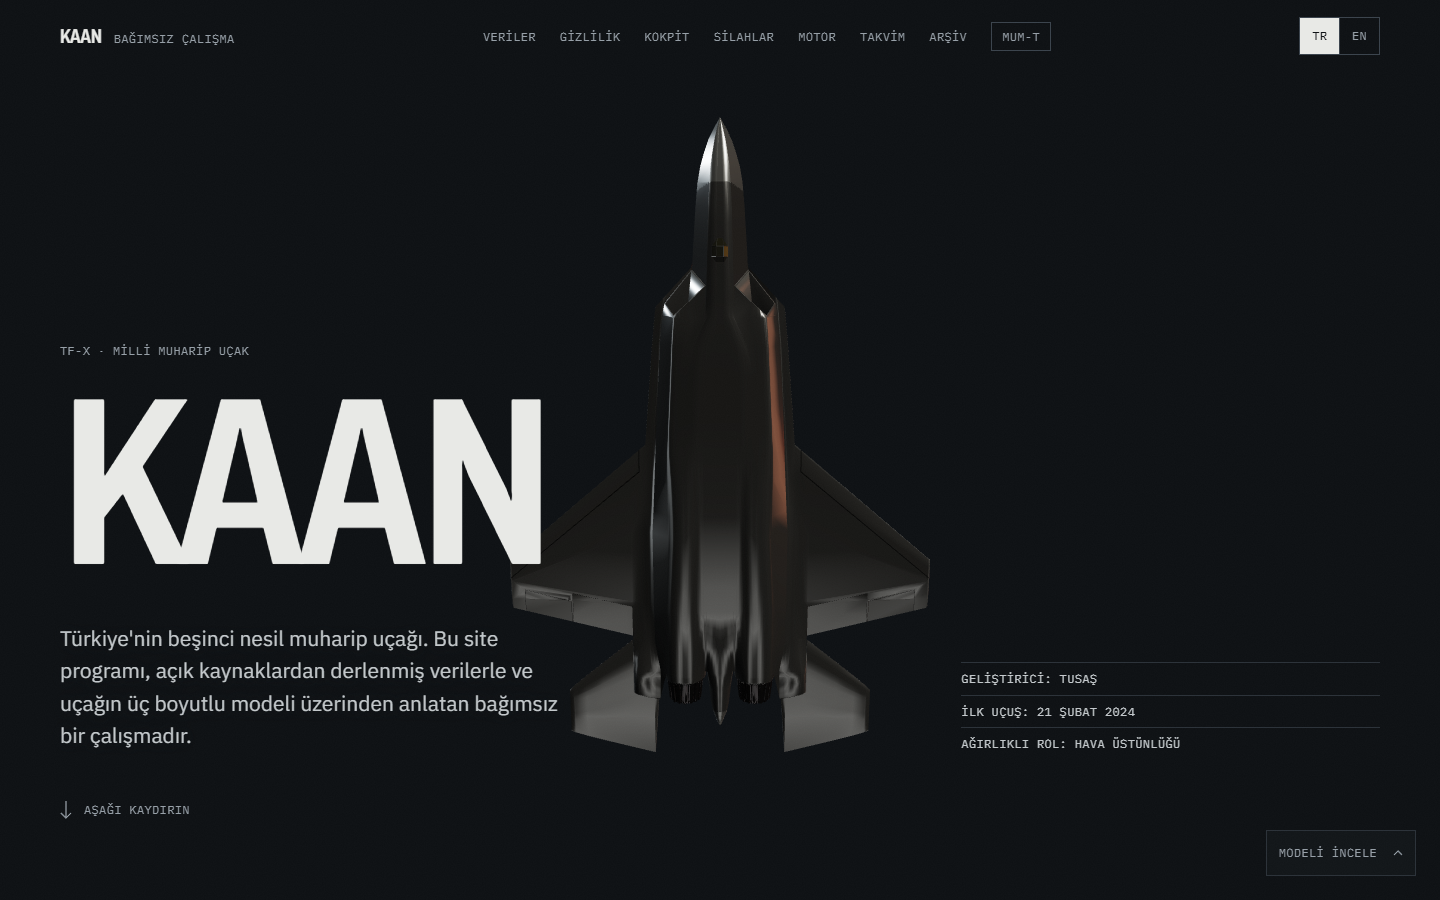 KAAN BAĞIMSIZ ÇALIŞMA
VERİLER GİZLİLİK KOKPİT SİLAHLAR MOTOR TAKVİM ARŞİV MUM-T
TR EN
TF-X · MİLLİ MUHARİP UÇAK
KAAN
Türkiye'nin beşinci nesil muharip uçağı. Bu site
programı, açık kaynaklardan derlenmiş verilerle ve
uçağın üç boyutlu modeli üzerinden anlatan bağımsız
bir çalışmadır.
GELİŞTİRİCİ: TUSAŞ
İLK UÇUŞ: 21 ŞUBAT 2024
AĞIRLIKLI ROL: HAVA ÜSTÜNLÜĞÜ
AŞAĞI KAYDIRIN
MODELİ İNCELE